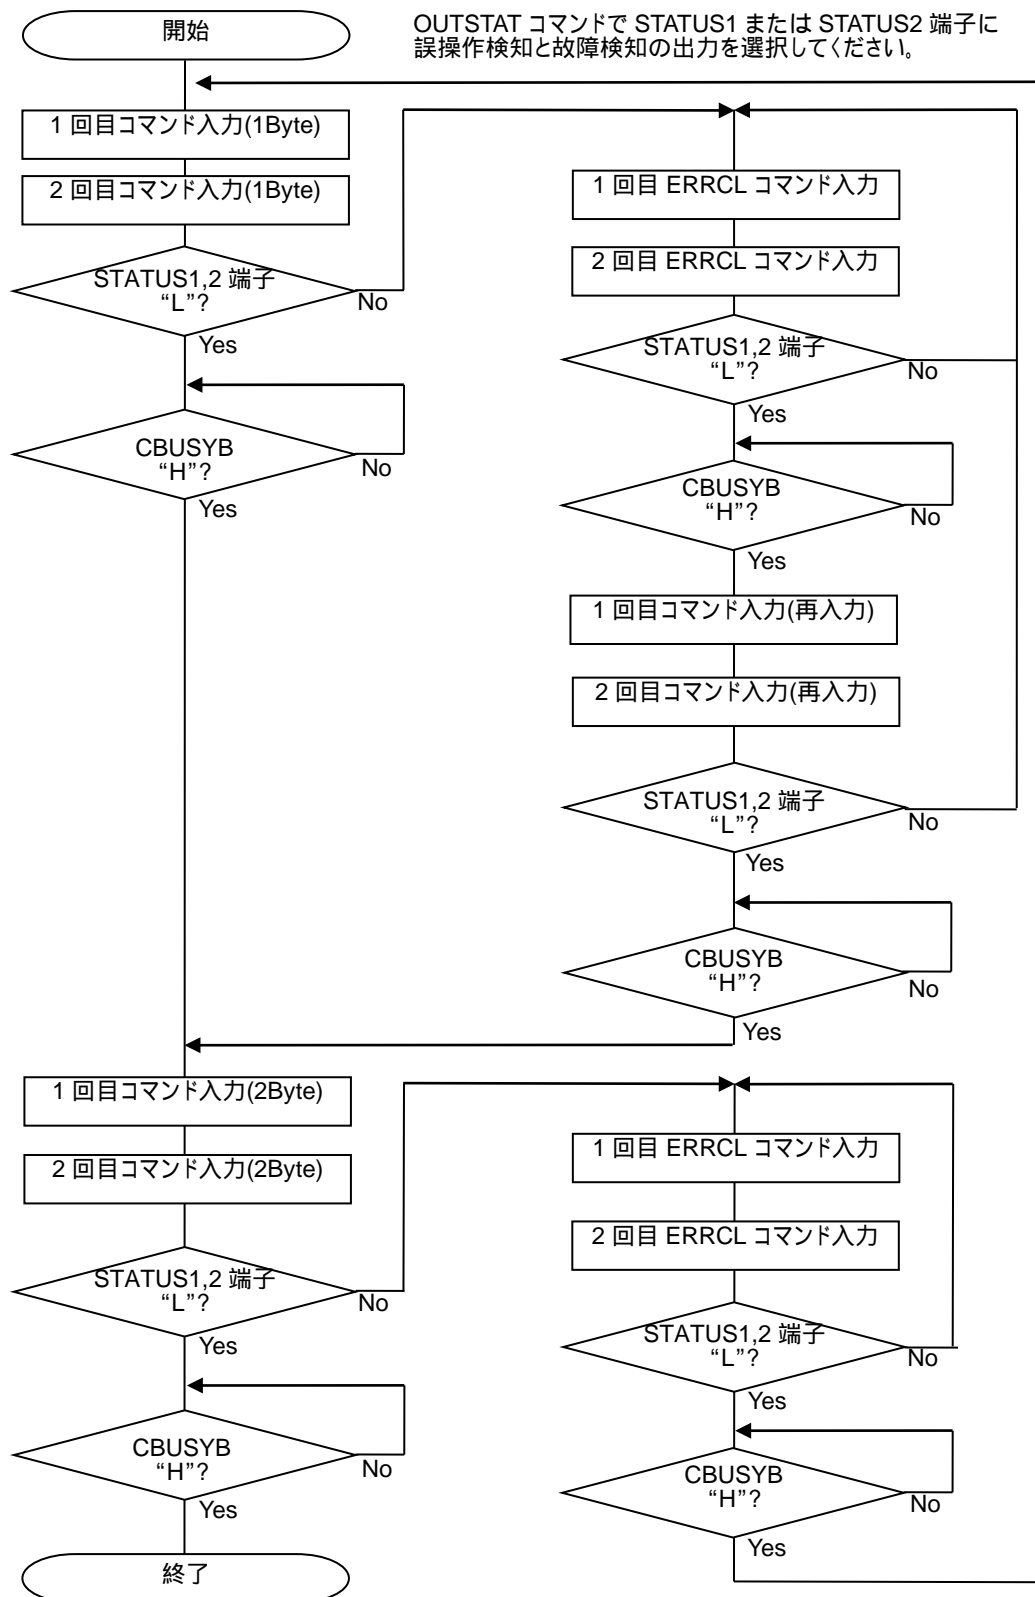 開始
OUTSTAT コマンドで STATUS1 または STATUS2 端子に
誤操作検知と故障検知の出力を選択してください。
1 回目コマンド入力(1Byte)
2 回目コマンド入力(1Byte)
STATUS1,2 端子
“L”?
No
Yes
CBUSYB
“H”?
No
Yes
1 回目 ERRCL コマンド入力
2 回目 ERRCL コマンド入力
STATUS1,2 端子
“L”?
No
Yes
CBUSYB
“H”?
No
Yes
1 回目コマンド入力(再入力)
2 回目コマンド入力(再入力)
STATUS1,2 端子
“L”?
No
Yes
CBUSYB
“H”?
No
Yes
1 回目コマンド入力(2Byte)
2 回目コマンド入力(2Byte)
STATUS1,2 端子
“L”?
No
Yes
CBUSYB
“H”?
No
Yes
終了
1 回目 ERRCL コマンド入力
2 回目 ERRCL コマンド入力
STATUS1,2 端子
“L”?
No
Yes
CBUSYB
“H”?
No
Yes